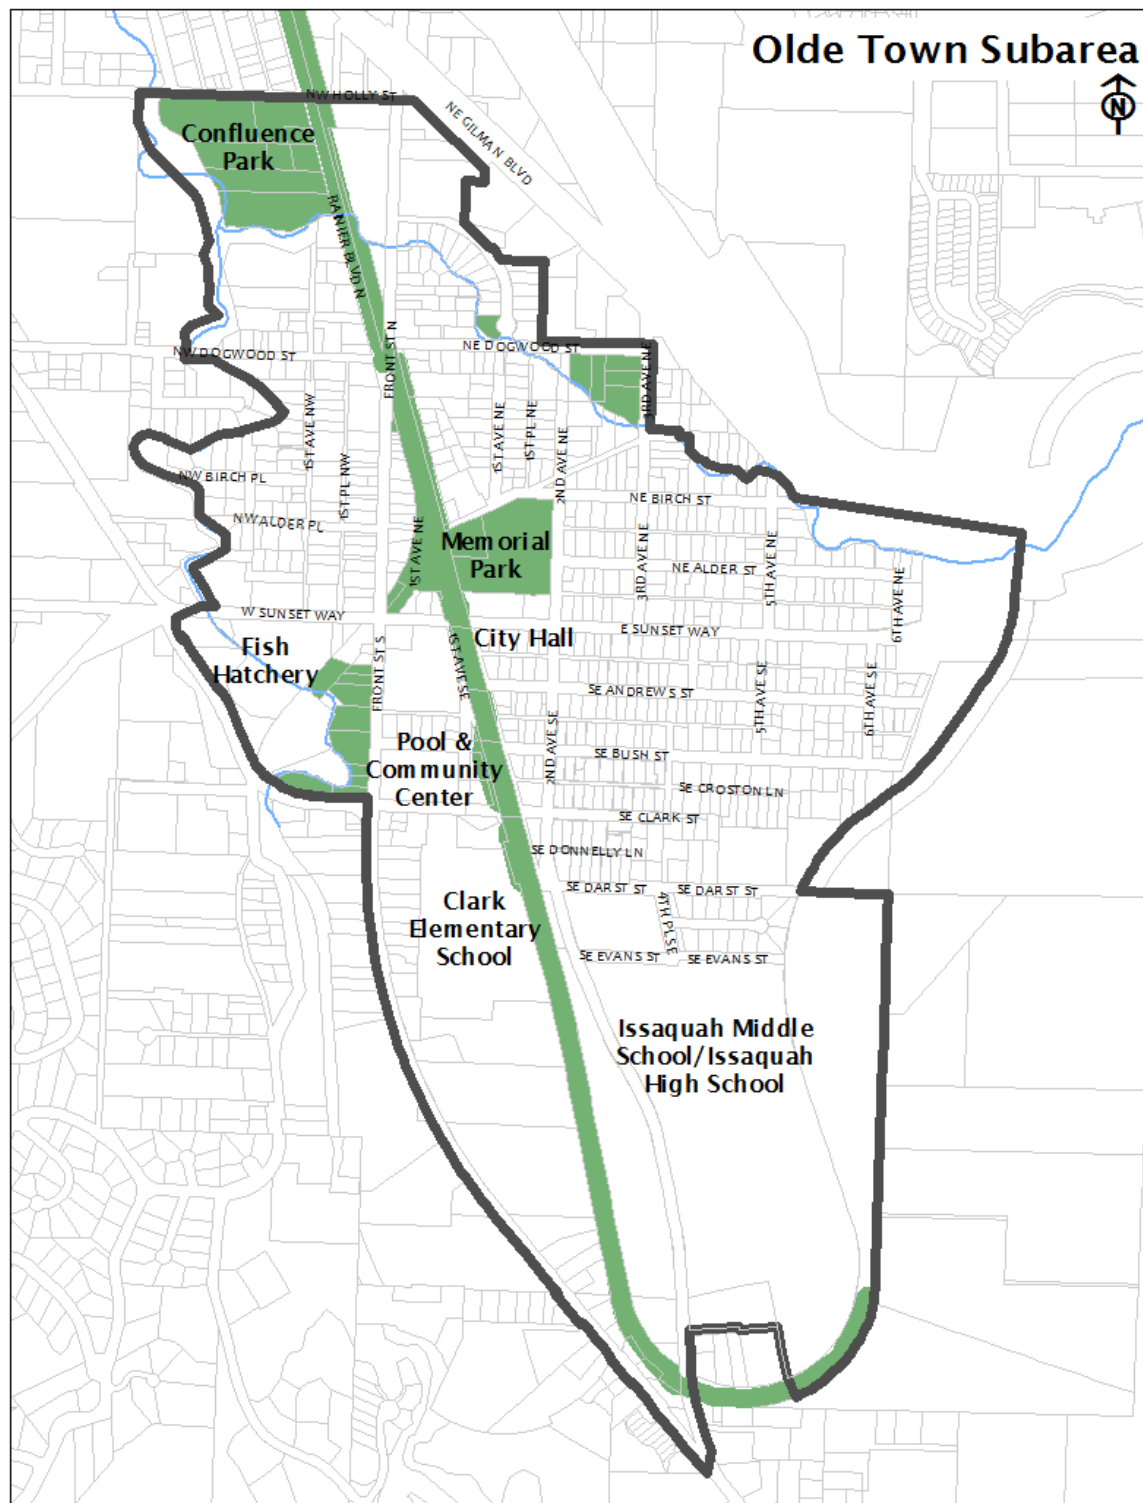 Olde Town Subarea
N
NW HOLLY ST
NE GILMAN BLVD
Confluence
Park
RANIER BLVD N
NW DOGWOOD ST
FRONT ST N
NE DOGWOOD ST
3RD AVE NE
1ST AVE NW
1ST PL NW
1ST AVE NE
1ST PL NE
2ND AVE NE
NW BIRCH PL
NE BIRCH ST
NW ALDER PL
1ST AVE NE
Memorial
Park
3RD AVE NE
NE ALDER ST
5TH AVE NE
6TH AVE NE
W SUNSET WAY
City Hall
E SUNSET WAY
Fish
Hatchery
FRONT ST S
1ST AVE SE
SE ANDREWS ST
5TH AVE SE
6TH AVE SE
Pool &
Community
Center
2ND AVE SE
SE BUSH ST
SE CROSTON LN
SE CLARK ST
SE DONNELLY LN
SE DARST ST
SE DARST ST
4TH PL SE
Clark
Elementary
School
SE EVANS ST
SE EVANS ST
Issaquah Middle
School/Issaquah
High School